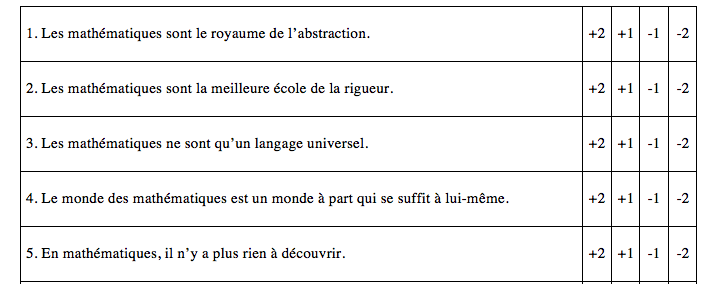 1. Les mathématiques sont le royaume de l’abstraction. +2 +1 -1 -2
2. Les mathématiques sont la meilleure école de la rigueur. +2 +1 -1 -2
3. Les mathématiques ne sont qu’un langage universel. +2 +1 -1 -2
4. Le monde des mathématiques est un monde à part qui se suffit à lui-même. +2 +1 -1 -2
5. En mathématiques, il n’y a plus rien à découvrir. +2 +1 -1 -2